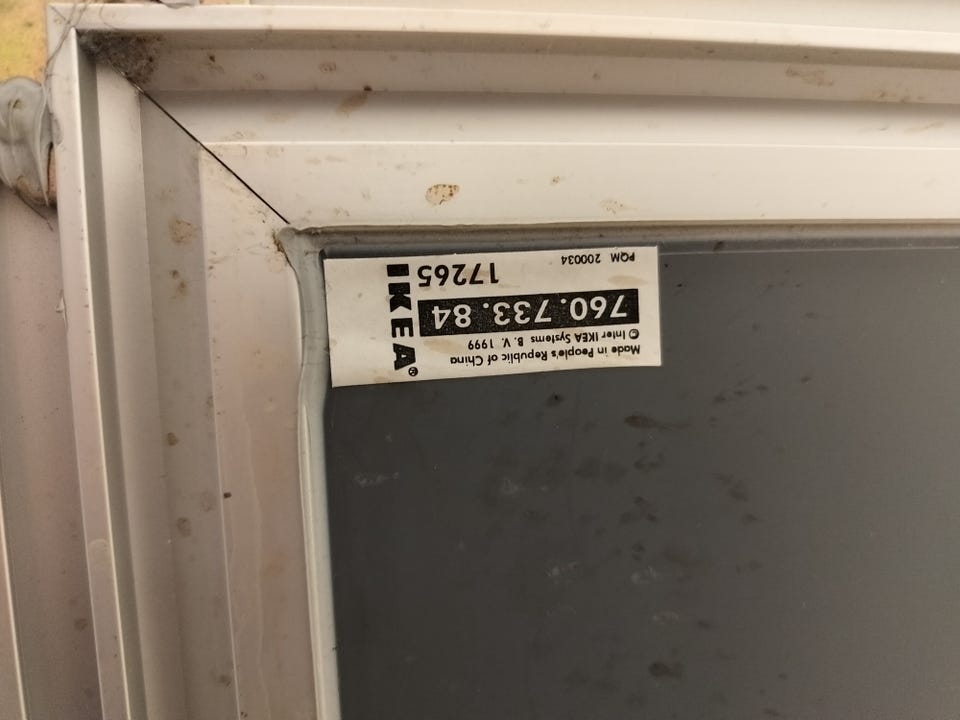 Made in People's Republic of China
© Inter IKEA Systems B. V. 1999
760.733.84
17265
PQM 200034
IKEA®